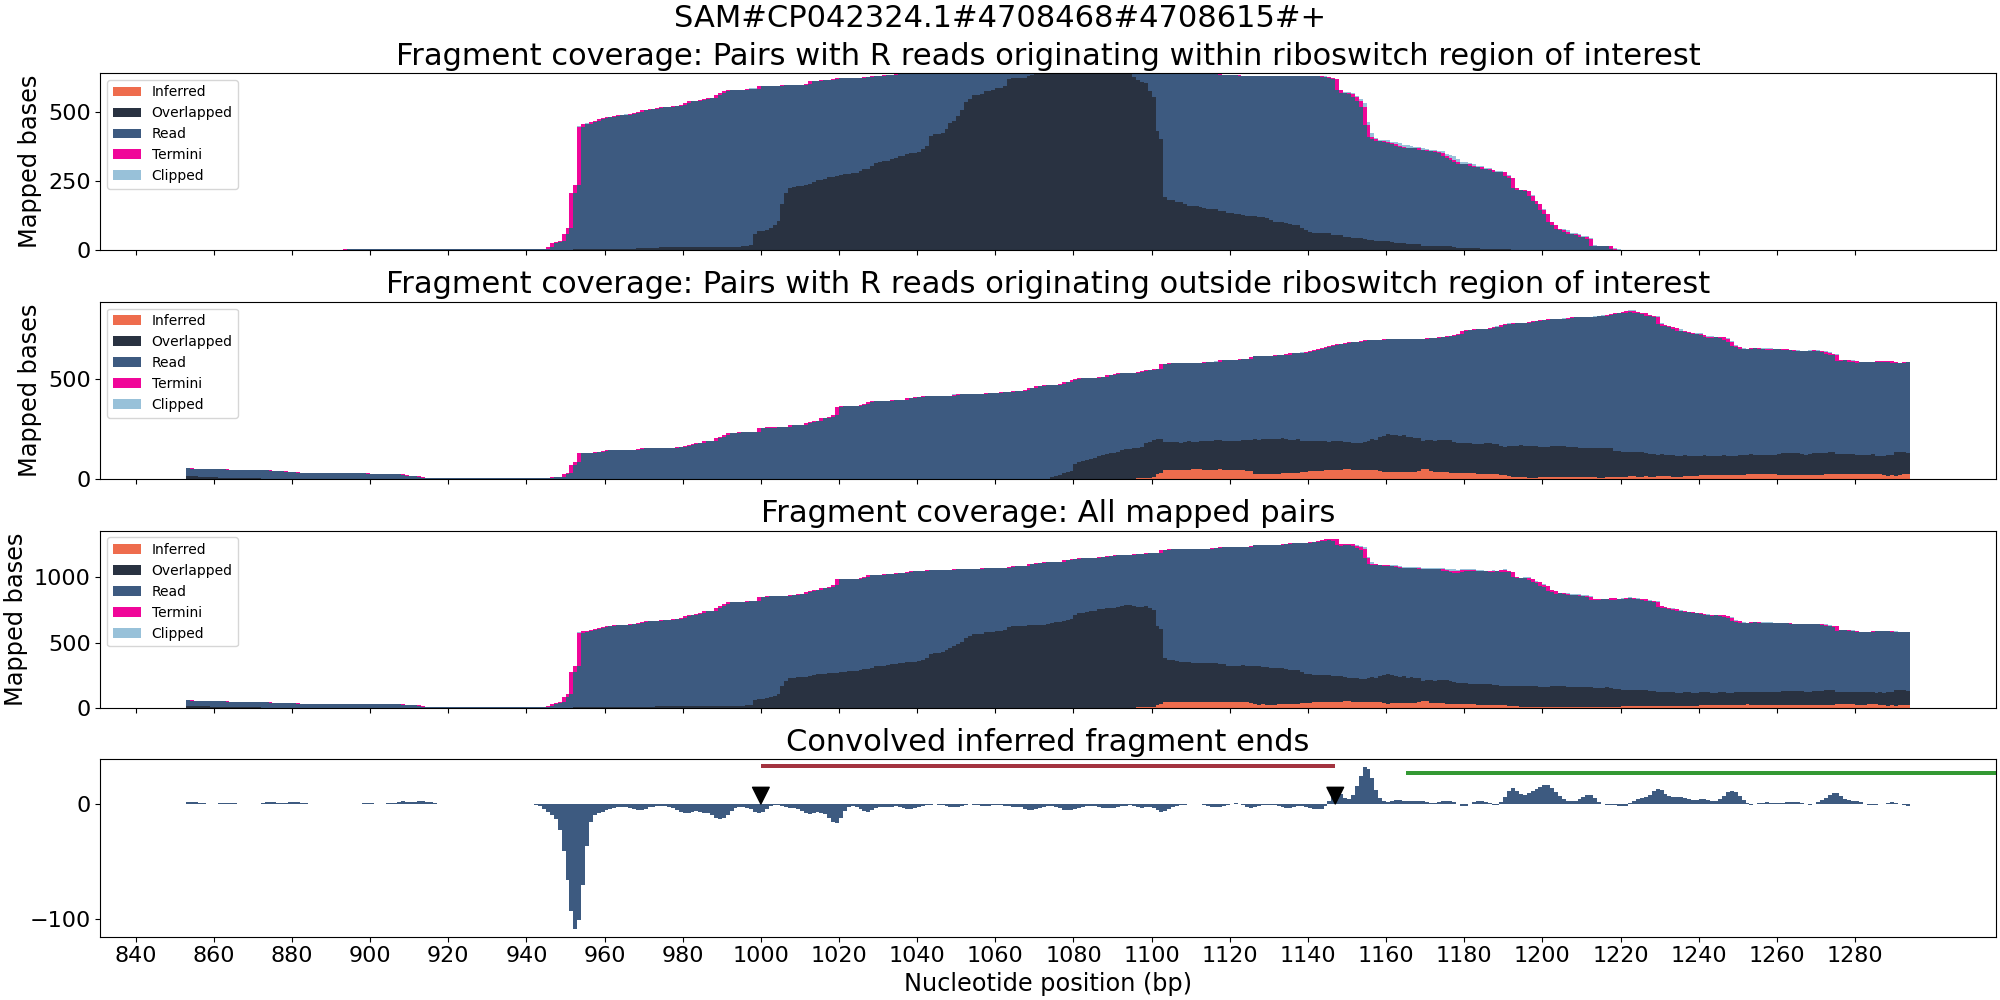 SAM#CP042324.1#4708468#4708615#+
Fragment coverage: Pairs with R reads originating within riboswitch region of interest
Mapped bases
500
250
0
Inferred
Overlapped
Read
Termini
Clipped
Fragment coverage: Pairs with R reads originating outside riboswitch region of interest
Mapped bases
500
0
Inferred
Overlapped
Read
Termini
Clipped
Fragment coverage: All mapped pairs
Mapped bases
1000
500
0
Inferred
Overlapped
Read
Termini
Clipped
Convolved inferred fragment ends
0
−100
840 860 880 900 920 940 960 980 1000 1020 1040 1060 1080 1100 1120 1140 1160 1180 1200 1220 1240 1260 1280
Nucleotide position (bp)